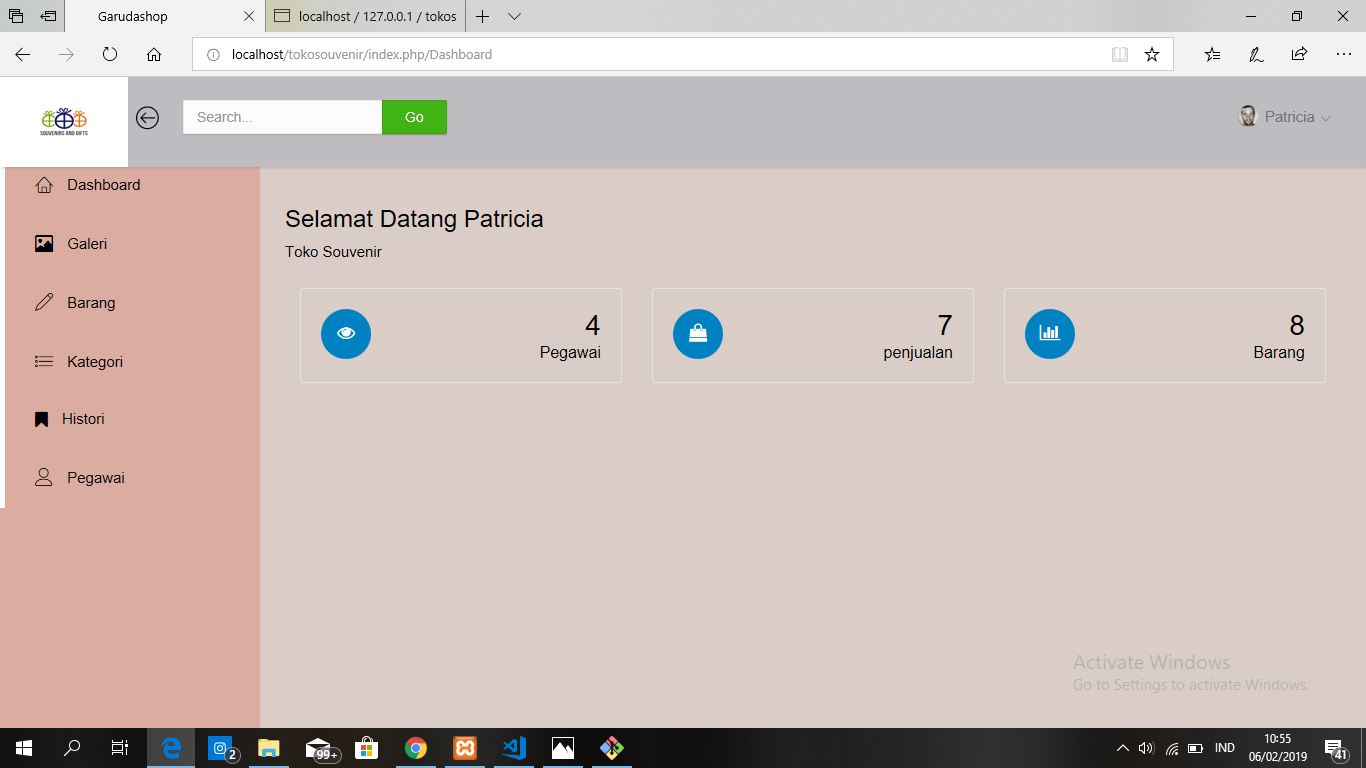 Garudashop
localhost / 127.0.0.1 / tokos
localhost/tokosouvenir/index.php/Dashboard
SOUVENIRS AND GIFTS
Search...
Go
Patricia
Dashboard
Galeri
Barang
Kategori
Histori
Pegawai
Selamat Datang Patricia
Toko Souvenir
4
Pegawai
7
penjualan
8
Barang
Activate Windows
Go to Settings to activate Windows.
2
99+
IND
10:55
06/02/2019
41